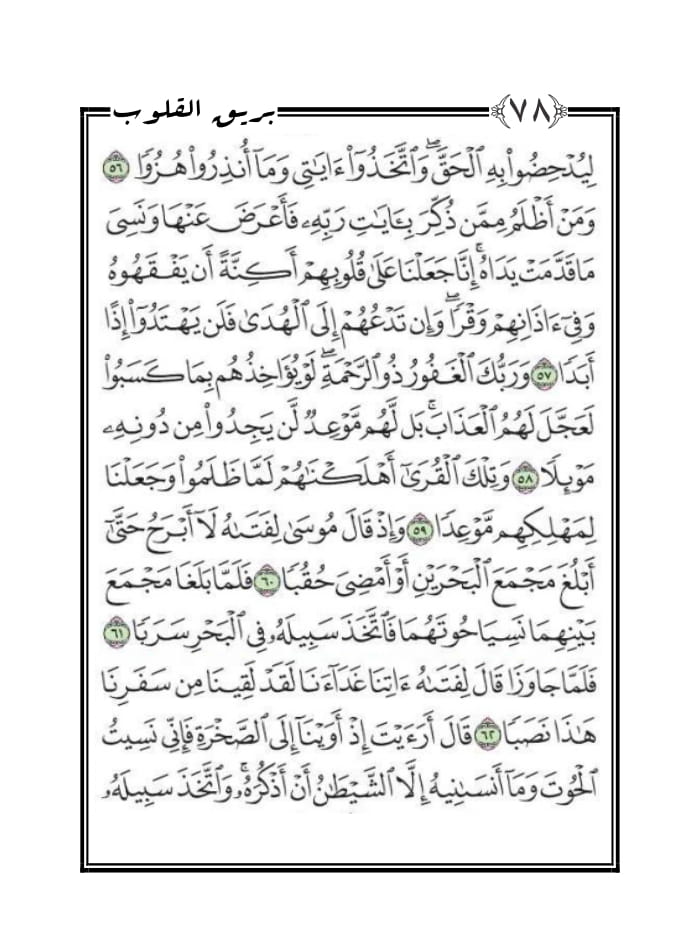 بريق القلوب ﴿٧٨﴾
لِيُدْحِضُوا۟ بِهِ ٱلْحَقَّ ۖ وَٱتَّخَذُوٓا۟ ءَايَـٰتِى وَمَآ أُنذِرُوا۟ هُزُوًا ٥٦
وَمَنْ أَظْلَمُ مِمَّن ذُكِّرَ بِـَٔايَـٰتِ رَبِّهِۦ فَأَعْرَضَ عَنْهَا وَنَسِىَ
مَا قَدَّمَتْ يَدَاهُ ۚ إِنَّا جَعَلْنَا عَلَىٰ قُلُوبِهِمْ أَكِنَّةً أَن يَفْقَهُوهُ
وَفِىٓ ءَاذَانِهِمْ وَقْرًا ۖ وَإِن تَدْعُهُمْ إِلَى ٱلْهُدَىٰ فَلَن يَهْتَدُوٓا۟ إِذًا
أَبَدًا ٥٧ وَرَبُّكَ ٱلْغَفُورُ ذُو ٱلرَّحْمَةِ ۖ لَوْ يُؤَاخِذُهُم بِمَا كَسَبُوا۟
لَعَجَّلَ لَهُمُ ٱلْعَذَابَ ۚ بَل لَّهُم مَّوْعِدٌ لَّن يَجِدُوا۟ مِن دُونِهِۦ
مَوْئِلًا ٥٨ وَتِلْكَ ٱلْقُرَىٰٓ أَهْلَكْنَـٰهُمْ لَمَّا ظَلَمُوا۟ وَجَعَلْنَا
لِمَهْلِكِهِم مَّوْعِدًا ٥٩ وَإِذْ قَالَ مُوسَىٰ لِفَتَىٰهُ لَآ أَبْرَحُ حَتَّىٰٓ
أَبْلُغَ مَجْمَعَ ٱلْبَحْرَيْنِ أَوْ أَمْضِىَ حُقُبًا ٦٠ فَلَمَّا بَلَغَا مَجْمَعَ
بَيْنِهِمَا نَسِيَا حُوتَهُمَا فَٱتَّخَذَ سَبِيلَهُۥ فِى ٱلْبَحْرِ سَرَبًا ٦١
فَلَمَّا جَاوَزَا قَالَ لِفَتَىٰهُ ءَاتِنَا غَدَآءَنَا لَقَدْ لَقِينَا مِن سَفَرِنَا
هَـٰذَا نَصَبًا ٦٢ قَالَ أَرَءَيْتَ إِذْ أَوَيْنَآ إِلَى ٱلصَّخْرَةِ فَإِنِّى نَسِيتُ
ٱلْحُوتَ وَمَآ أَنسَىٰنِيهُ إِلَّا ٱلشَّيْطَـٰنُ أَنْ أَذْكُرَهُۥ ۚ وَٱتَّخَذَ سَبِيلَهُۥ